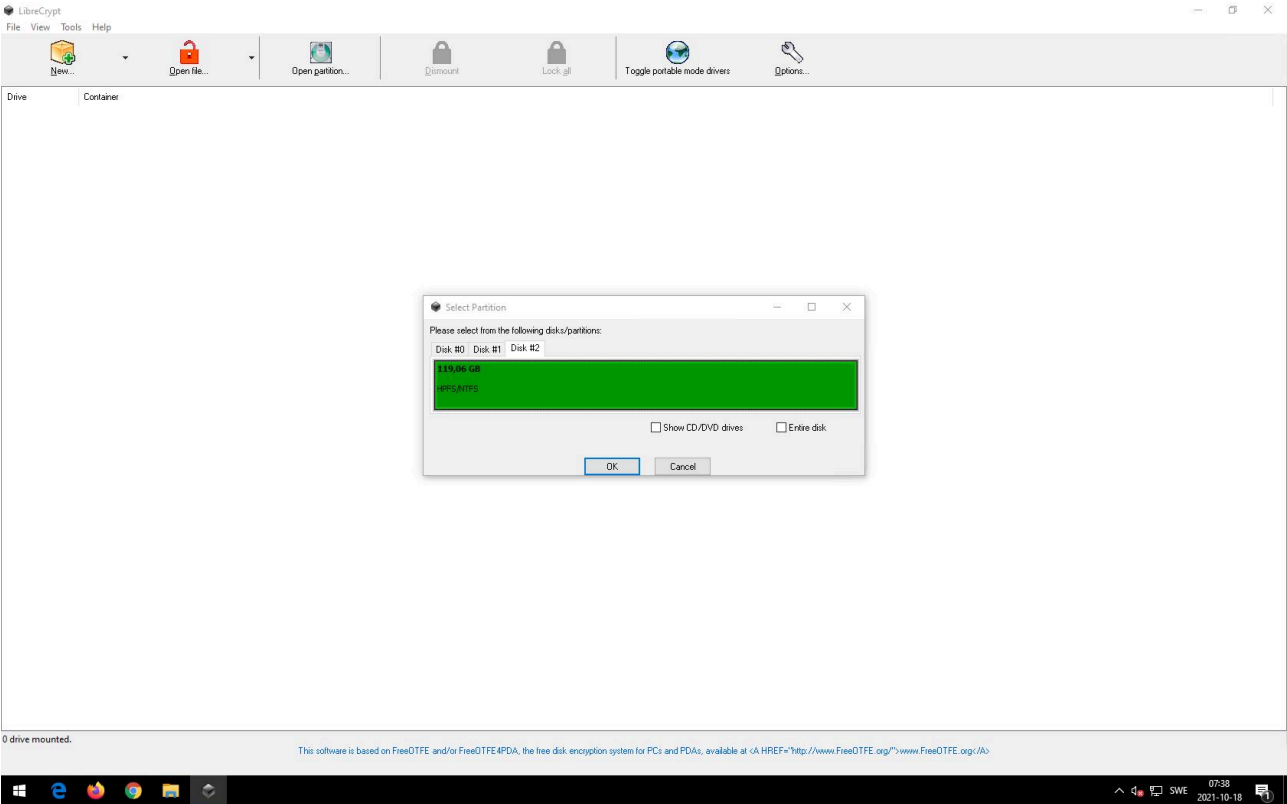 LibreCrypt
File View Tools Help
New... Open file... Open partition... Dismount Lock all Toggle portable mode drivers Options...
Drive Container
Select Partition
Please select from the following disks/partitions:
Disk #0 Disk #1 Disk #2
119,06 GB
HPFS/NTFS
Show CD/DVD drives Entire disk
OK Cancel
0 drive mounted.
This software is based on FreeOTFE and/or FreeOTFE4PDA, the free disk encryption system for PCs and PDAs, available at <A HREF="http://www.FreeOTFE.org/">www.FreeOTFE.org</A>
SWE
07:38
2021-10-18
1